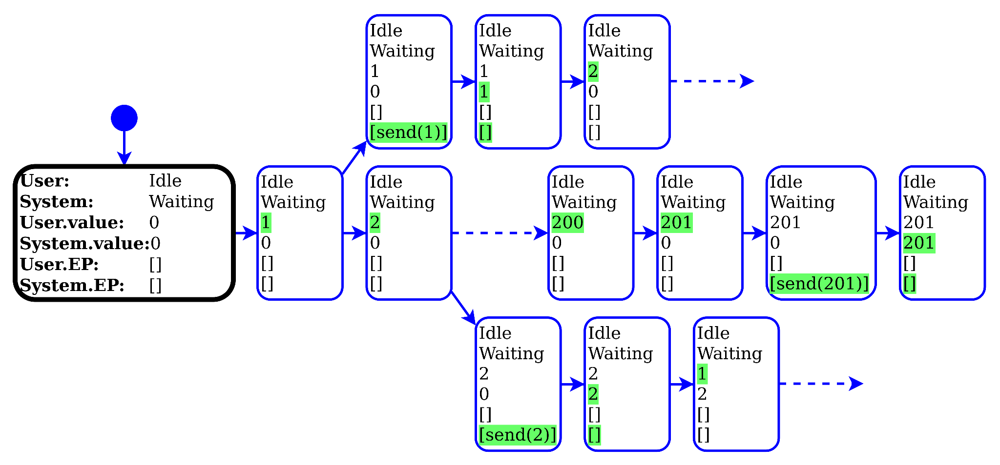 Idle
Waiting
1
0
[]
[send(1)]
Idle
Waiting
1
1
[]
[]
Idle
Waiting
2
0
[]
[]
User: Idle
System: Waiting
User.value: 0
System.value:0
User.EP: []
System.EP: []
Idle
Waiting
1
0
[]
[]
Idle
Waiting
2
0
[]
[]
Idle
Waiting
200
0
[]
[]
Idle
Waiting
201
0
[]
[]
Idle
Waiting
201
0
[]
[send(201)]
Idle
Waiting
201
201
[]
[]
Idle
Waiting
2
0
[]
[send(2)]
Idle
Waiting
2
2
[]
[]
Idle
Waiting
1
2
[]
[]